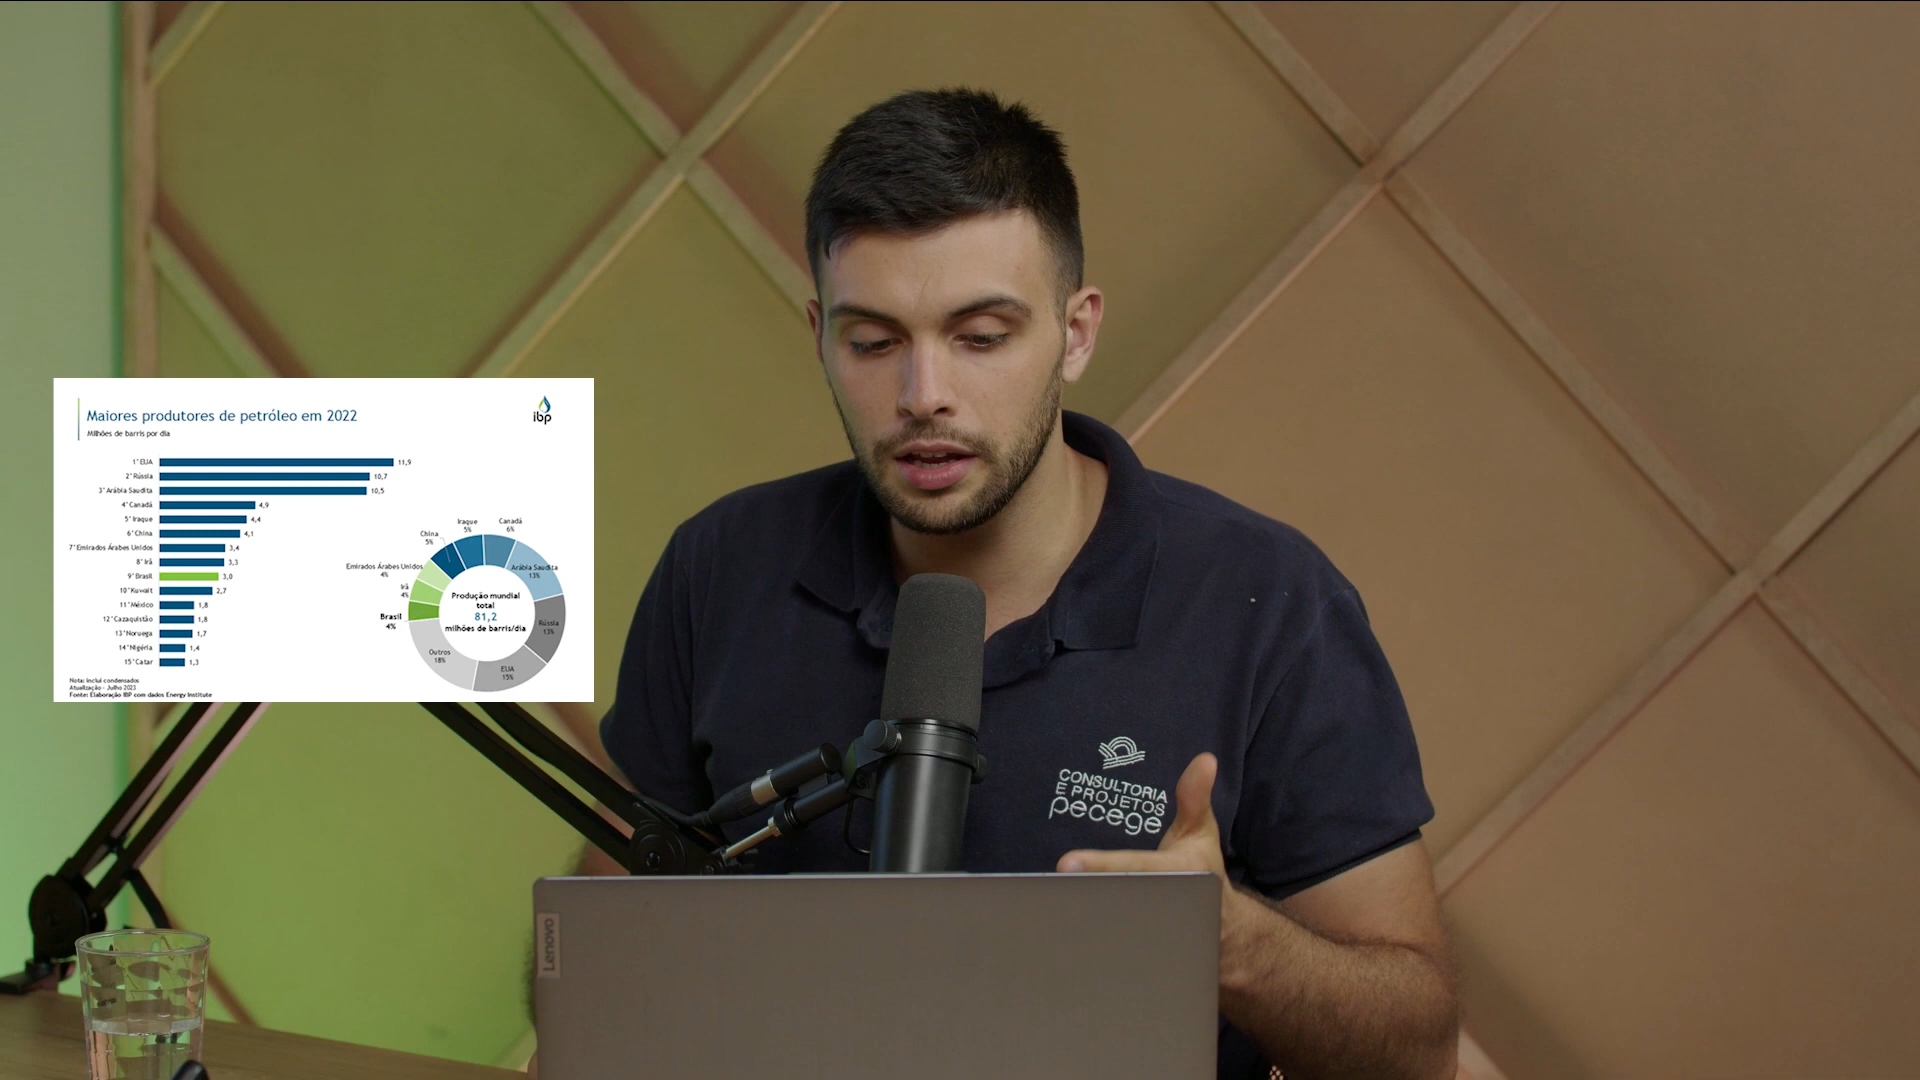 Maiores produtores de petróleo em 2022
Milhões de barris por dia
ibp
1° EUA 11,9
2° Rússia 10,7
3° Arábia Saudita 10,5
4° Canadá 4,9
5° Iraque 4,4
6° China 4,1
7° Emirados Árabes Unidos 3,4
8° Irã 3,3
9° Brasil 3,0
10° Kuwait 2,7
11° México 1,8
12° Cazaquistão 1,8
13° Noruega 1,7
14° Nigéria 1,4
15° Catar 1,3
Iraque
5%
Canadá
6%
China
5%
Arábia Saudita
13%
Emirados Árabes Unidos
4%
Irã
4%
Brasil
4%
Rússia
13%
Outros
18%
EUA
15%
Produção mundial
total
81,2
milhões de barris/dia
Nota: Inclui condensados
Atualização - Julho 2023
Fonte: Elaboração IBP com dados Energy Institute
CONSULTORIA
E PROJETOS
pecege
Lenovo